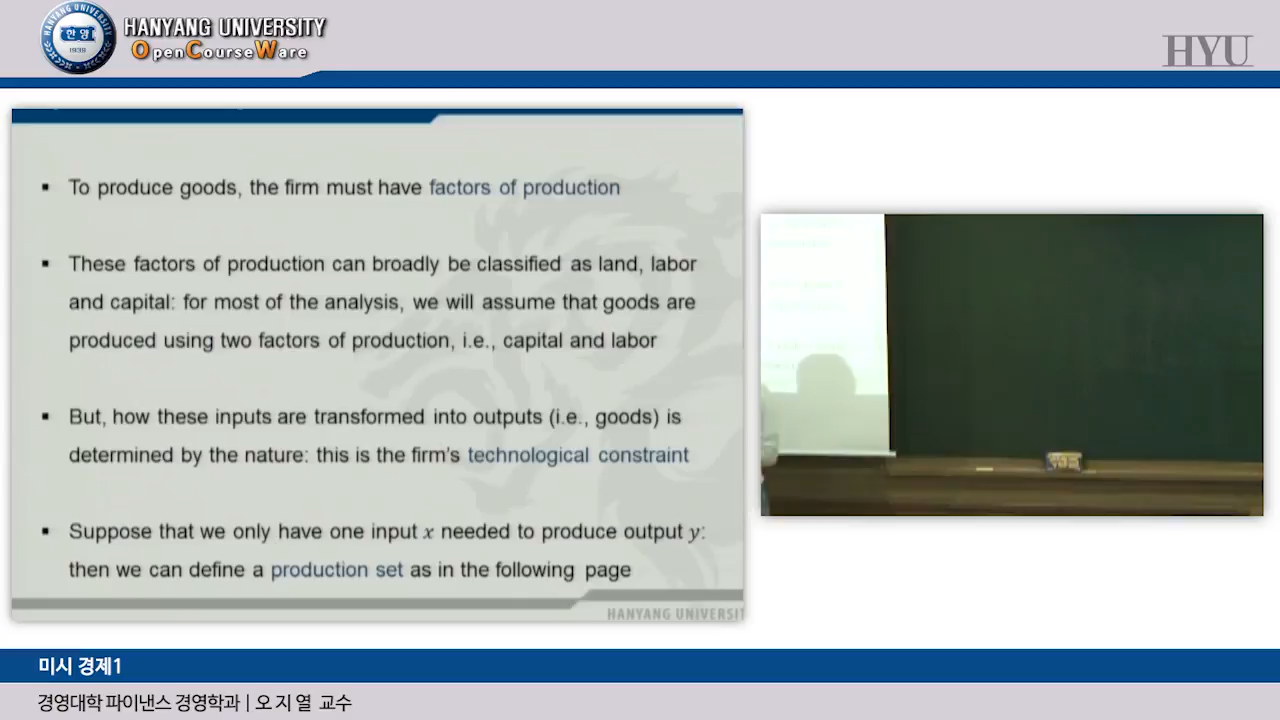 HANYANG UNIVERSITY
한양
1939
HANYANG UNIVERSITY
OpenCourseWare
HYU
▪ To produce goods, the firm must have factors of production
▪ These factors of production can broadly be classified as land, labor
and capital: for most of the analysis, we will assume that goods are
produced using two factors of production, i.e., capital and labor
▪ But, how these inputs are transformed into outputs (i.e., goods) is
determined by the nature: this is the firm's technological constraint
▪ Suppose that we only have one input x needed to produce output y:
then we can define a production set as in the following page
HANYANG UNIVERSIT
미시 경제1
경영대학 파이낸스 경영학과 | 오 지 열 교수